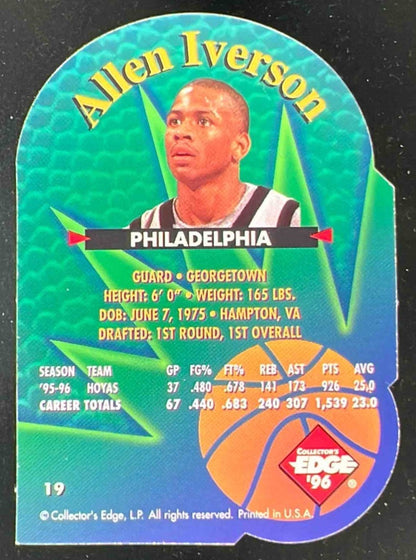 Allen Iverson
PHILADELPHIA
GUARD • GEORGETOWN
HEIGHT: 6' 0" • WEIGHT: 165 LBS.
DOB: JUNE 7, 1975 • HAMPTON, VA
DRAFTED: 1ST ROUND, 1ST OVERALL
SEASON TEAM GP FG% FT% REB AST PTS AVG
'95-96 HOYAS 37 .480 .678 141 173 926 25.0
CAREER TOTALS 67 .440 .683 240 307 1,539 23.0
COLLECTOR'S
EDGE
'96 ®
19
© Collector's Edge, L.P. All rights reserved. Printed in U.S.A.